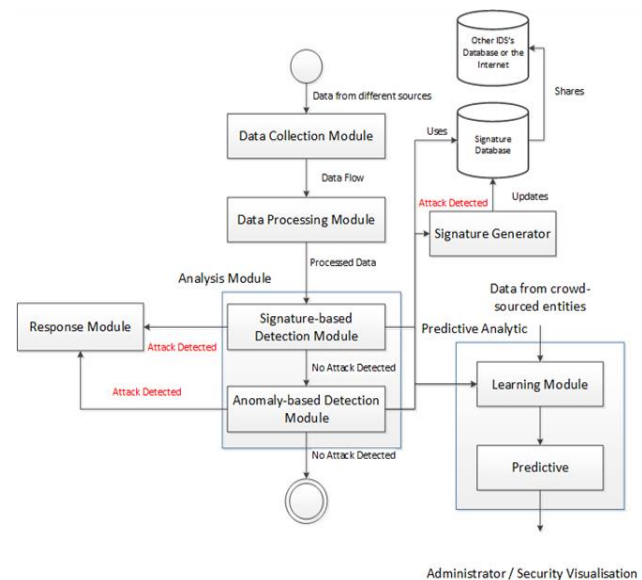 Other IDS's
Database or the
Internet
Data from different sources
Shares
Data Collection Module
Uses
Signature
Database
Data Flow
Attack Detected
Updates
Data Processing Module
Signature Generator
Processed Data
Analysis Module
Data from crowd-
sourced entities
Signature-based
Detection Module
Response Module
Predictive Analytic
Attack Detected
No Attack Detected
Learning Module
Attack Detected
Anomaly-based Detection
Module
No Attack Detected
Predictive
Administrator / Security Visualisation